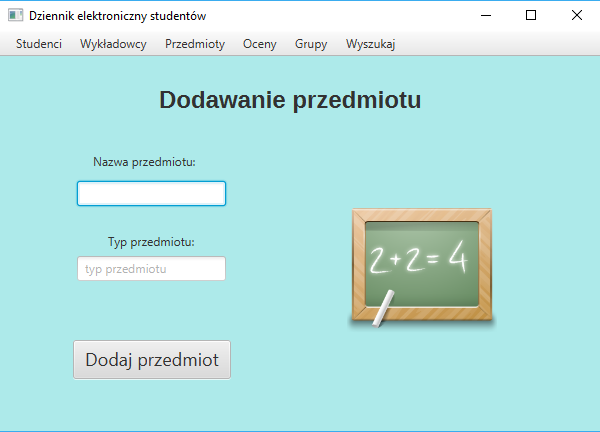 Dziennik elektroniczny studentów
Studenci Wykładowcy Przedmioty Oceny Grupy Wyszukaj
Dodawanie przedmiotu
Nazwa przedmiotu:
Typ przedmiotu:
typ przedmiotu
2+2=4
Dodaj przedmiot